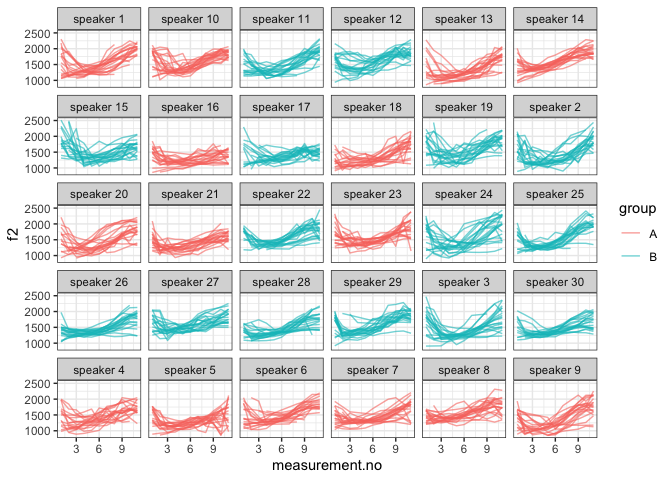 speaker 1 speaker 10 speaker 11 speaker 12 speaker 13 speaker 14
2500
2000
1500
1000
speaker 15 speaker 16 speaker 17 speaker 18 speaker 19 speaker 2
2500
2000
1500
1000
speaker 20 speaker 21 speaker 22 speaker 23 speaker 24 speaker 25
2500
2000
1500
1000
speaker 26 speaker 27 speaker 28 speaker 29 speaker 3 speaker 30
2500
2000
1500
1000
speaker 4 speaker 5 speaker 6 speaker 7 speaker 8 speaker 9
2500
2000
1500
1000
3 6 9 3 6 9 3 6 9 3 6 9 3 6 9 3 6 9
measurement.no
f2
group
A
B